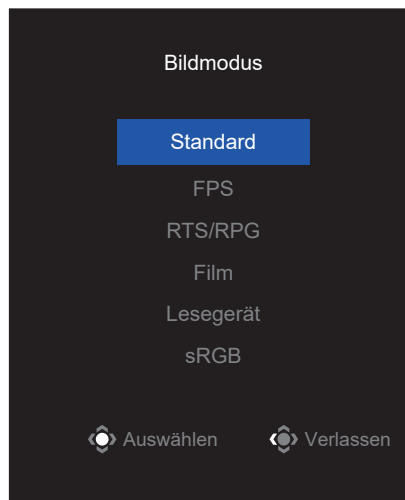 Bildmodus
Standard
FPS
RTS/RPG
Film
Lesegerät
sRGB
Auswählen Verlassen